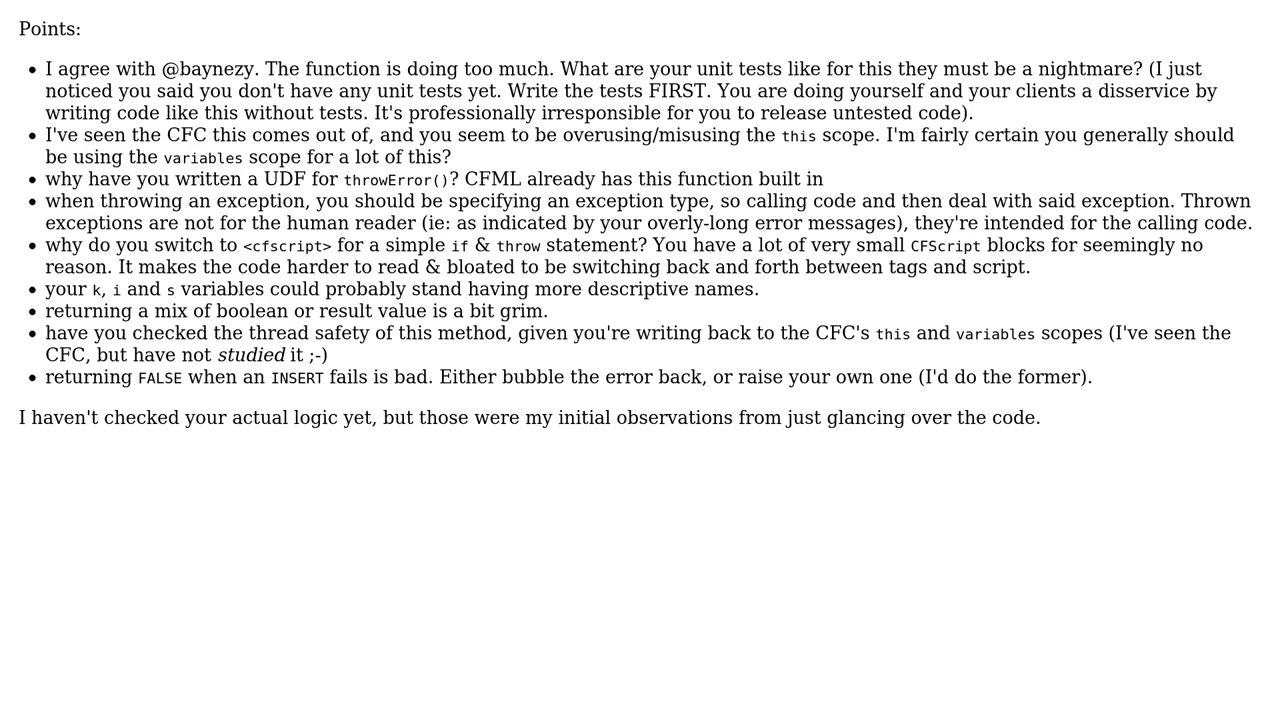 Points:
• I agree with @baynezy. The function is doing too much. What are your unit tests like for this they must be a nightmare? (I just
noticed you said you don't have any unit tests yet. Write the tests FIRST. You are doing yourself and your clients a disservice by
writing code like this without tests. It's professionally irresponsible for you to release untested code).
• I've seen the CFC this comes out of, and you seem to be overusing/misusing the this scope. I'm fairly certain you generally should
be using the variables scope for a lot of this?
• why have you written a UDF for throwError()? CFML already has this function built in
• when throwing an exception, you should be specifying an exception type, so calling code and then deal with said exception. Thrown
exceptions are not for the human reader (ie: as indicated by your overly-long error messages), they're intended for the calling code.
• why do you switch to <cfscript> for a simple if & throw statement? You have a lot of very small CFScript blocks for seemingly no
reason. It makes the code harder to read & bloated to be switching back and forth between tags and script.
• your k, i and s variables could probably stand having more descriptive names.
• returning a mix of boolean or result value is a bit grim.
• have you checked the thread safety of this method, given you're writing back to the CFC's this and variables scopes (I've seen the
CFC, but have not studied it ;-)
• returning FALSE when an INSERT fails is bad. Either bubble the error back, or raise your own one (I'd do the former).
I haven't checked your actual logic yet, but those were my initial observations from just glancing over the code.